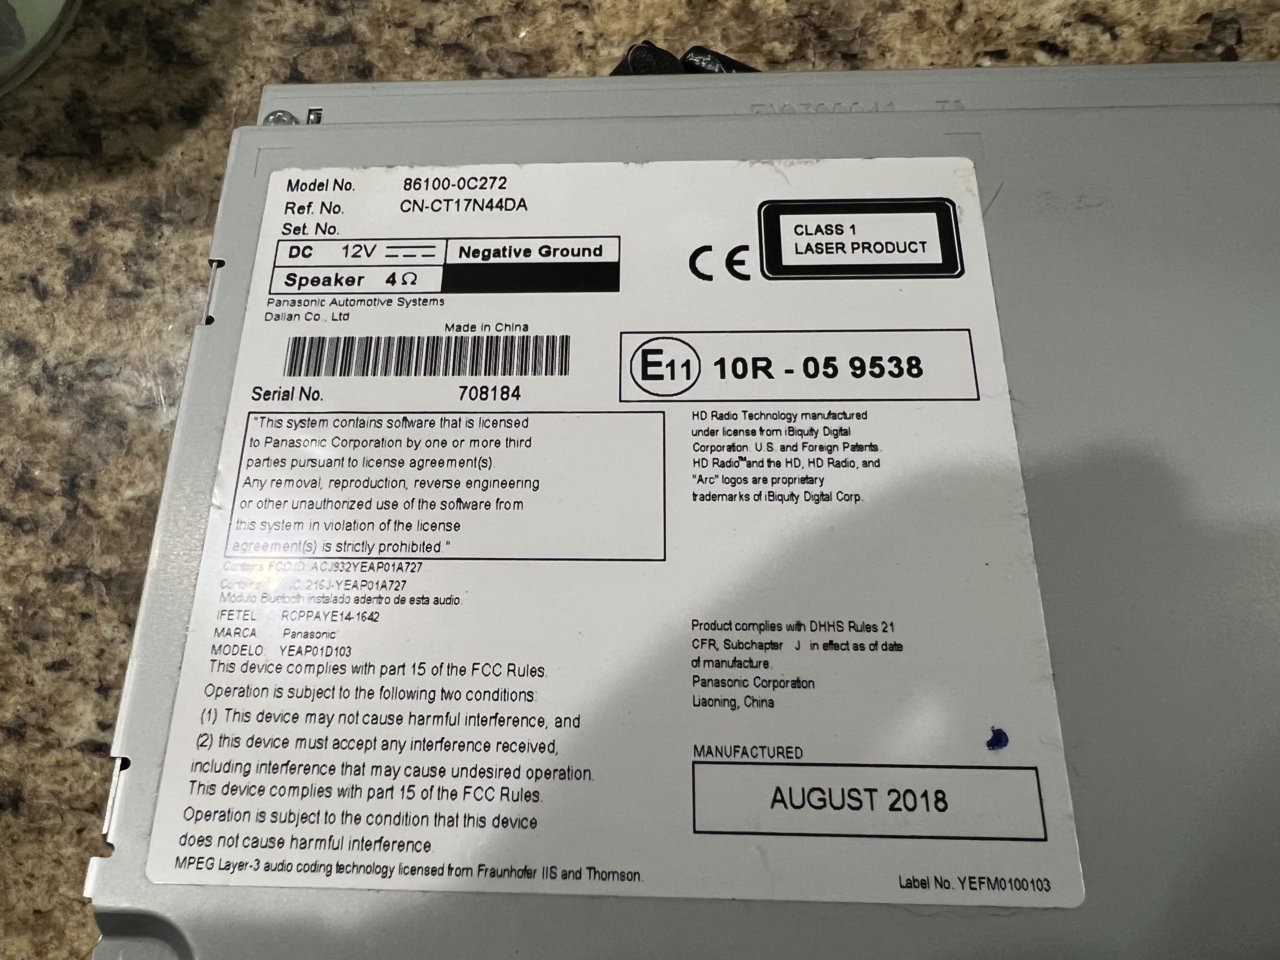 Model No. 86100-0C272
Ref. No. CN-CT17N44DA
Set. No.
DC 12V Negative Ground
Speaker 4Ω
Panasonic Automotive Systems
Dalian Co., Ltd
Made in China
CE
CLASS 1
LASER PRODUCT
E11 10R - 05 9538
Serial No. 708184
"This system contains software that is licensed
to Panasonic Corporation by one or more third
parties pursuant to license agreement(s)
Any removal, reproduction, reverse engineering
or other unauthorized use of the software from
this system in violation of the license
agreement(s) is strictly prohibited."
HD Radio Technology manufactured
under license from iBiquity Digital
Corporation. U.S. and Foreign Patents.
HD Radio™and the HD, HD Radio, and
"Arc" logos are proprietary
trademarks of iBiquity Digital Corp.
Contains FCC ID ACJ932YEAP01A727
Contains IC 216J-YEAP01A727
Módulo Bluetooth instalado adentro de esta audio.
IFETEL RCPPAYE14-1642
MARCA Panasonic
MODELO YEAP01D103
This device complies with part 15 of the FCC Rules.
Operation is subject to the following two conditions:
(1) This device may not cause harmful interference, and
(2) this device must accept any interference received,
including interference that may cause undesired operation.
This device complies with part 15 of the FCC Rules.
Operation is subject to the condition that this device
does not cause harmful interference
MPEG Layer-3 audio coding technology licensed from Fraunhofer IIS and Thomson.
Product complies with DHHS Rules 21
CFR, Subchapter J in effect as of date
of manufacture.
Panasonic Corporation
Liaoning, China
MANUFACTURED
AUGUST 2018
Label No. YEFM0100103